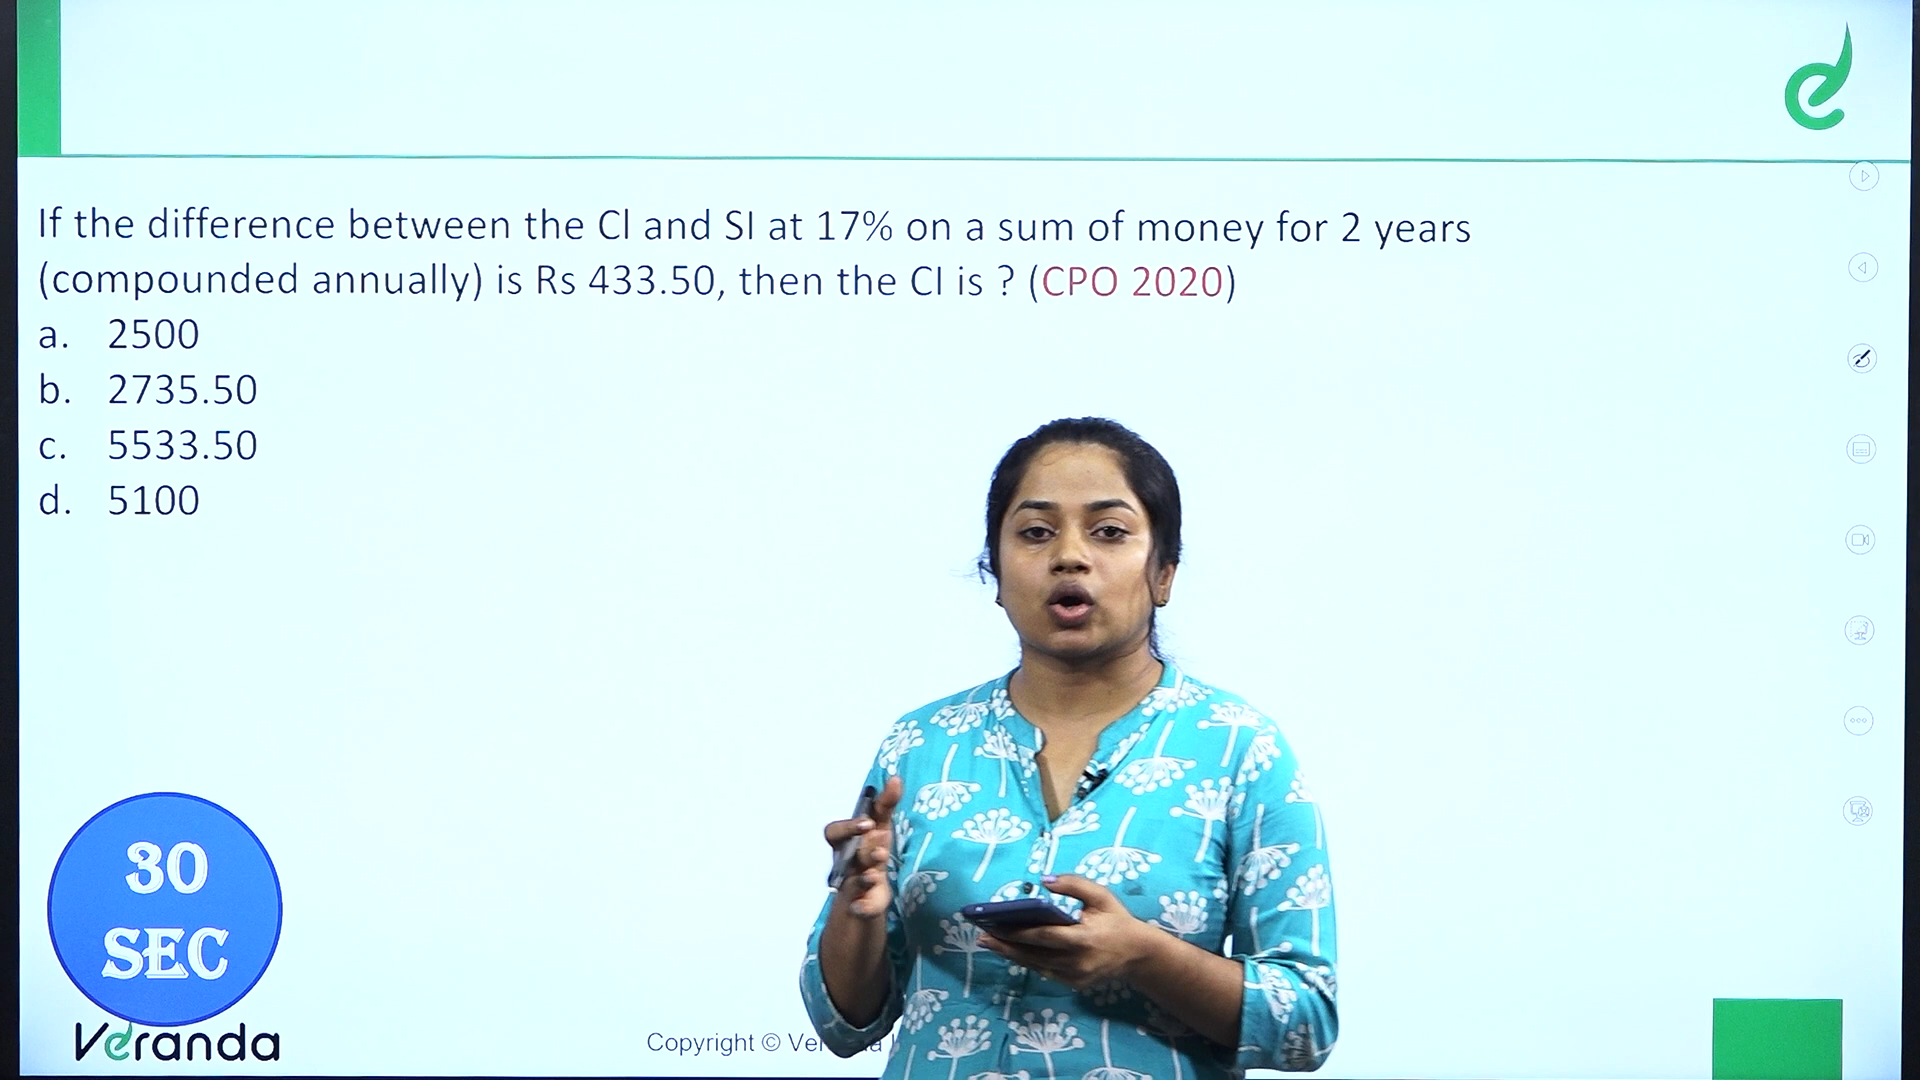 If the difference between the CI and SI at 17% on a sum of money for 2 years
(compounded annually) is Rs 433.50, then the CI is ? (CPO 2020)
a. 2500
b. 2735.50
c. 5533.50
d. 5100
30
SEC
Veranda
Copyright ©